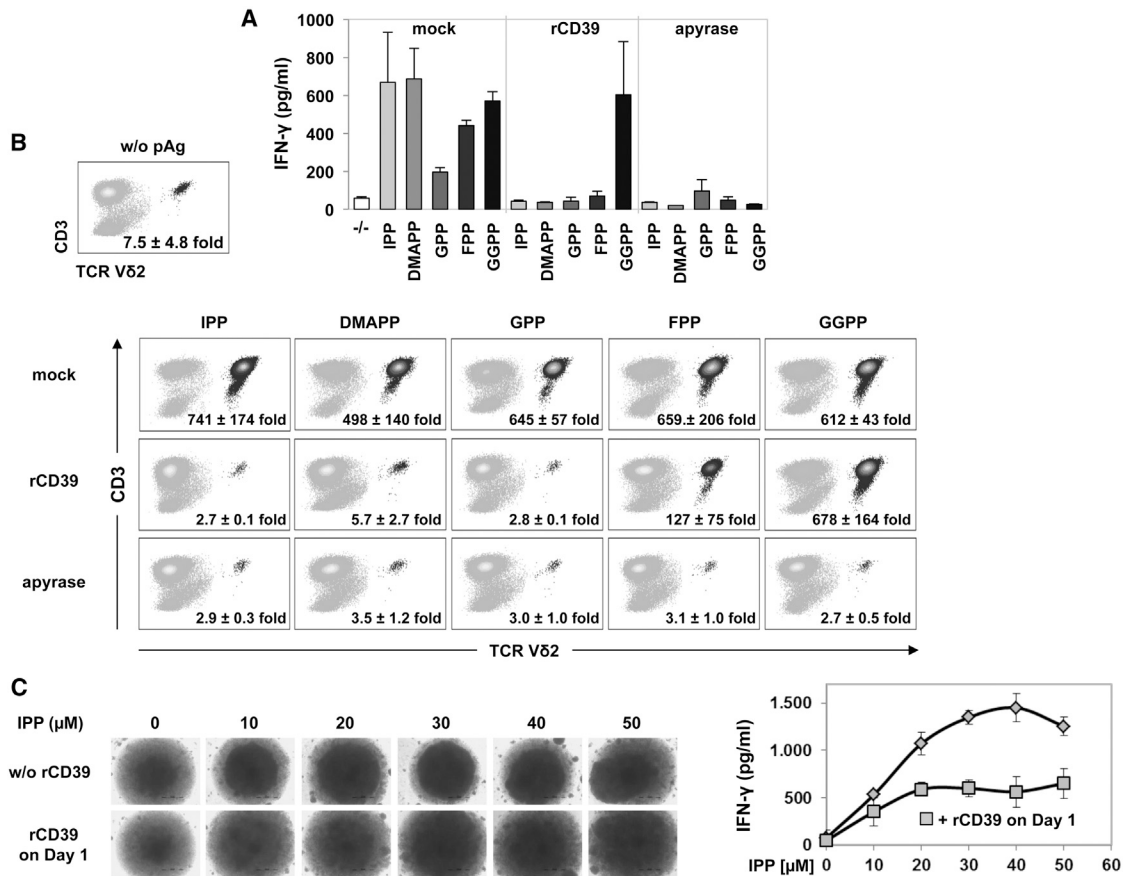 A
mock
rCD39
apyrase
IFN-γ (pg/ml)
1000
800
600
400
200
0
-/-
IPP
DMAPP
GPP
FPP
GGPP
IPP
DMAPP
GPP
FPP
GGPP
IPP
DMAPP
GPP
FPP
GGPP
B
w/o pAg
CD3
7.5 ± 4.8 fold
TCR Vδ2
IPP DMAPP GPP FPP GGPP
mock
741 ± 174 fold 498 ± 140 fold 645 ± 57 fold 659.± 206 fold 612 ± 43 fold
rCD39
CD3
2.7 ± 0.1 fold 5.7 ± 2.7 fold 2.8 ± 0.1 fold 127 ± 75 fold 678 ± 164 fold
apyrase
2.9 ± 0.3 fold 3.5 ± 1.2 fold 3.0 ± 1.0 fold 3.1 ± 1.0 fold 2.7 ± 0.5 fold
TCR Vδ2
C
IPP (µM) 0 10 20 30 40 50
w/o rCD39
rCD39
on Day 1
IFN-γ (pg/ml)
1.500
1.000
500
0
+ rCD39 on Day 1
IPP [µM] 0 10 20 30 40 50 60